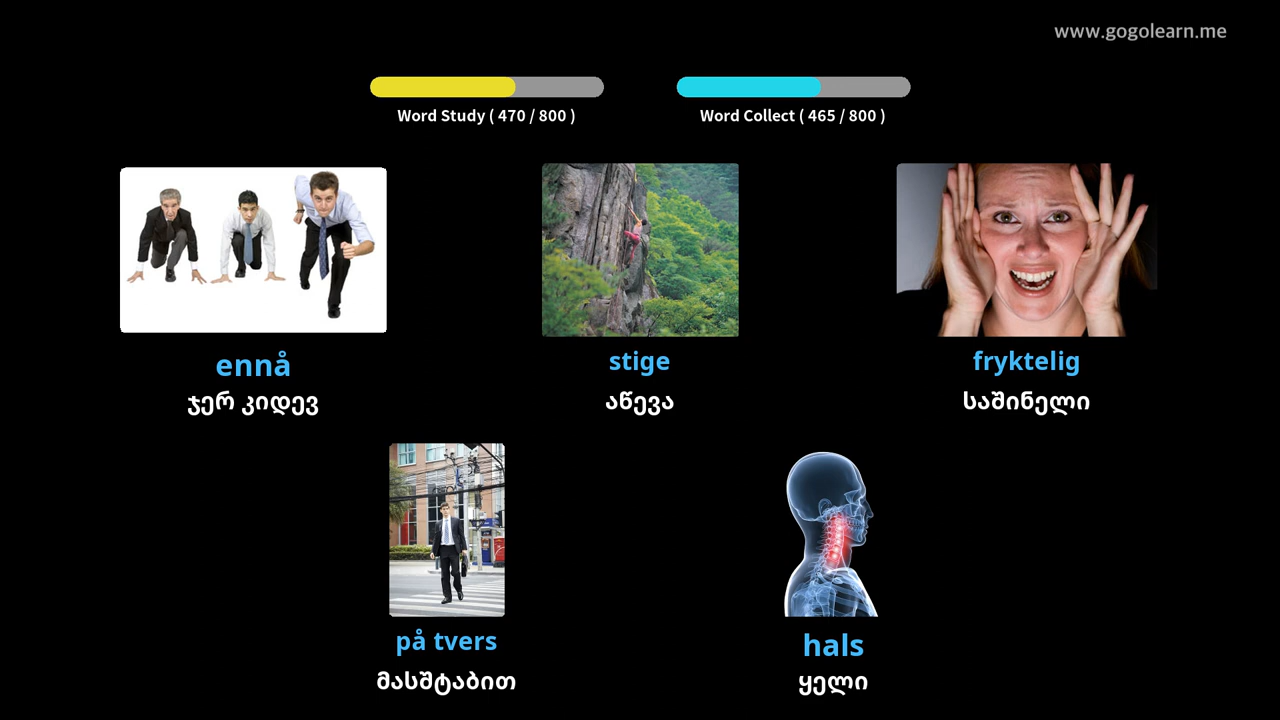 www.gogolearn.me
Word Study ( 470 / 800 )
Word Collect ( 465 / 800 )
ennå
stige
fryktelig
ჯერ კიდევ
აწევა
საშინელი
på tvers
hals
მასშტაბით
ყელი